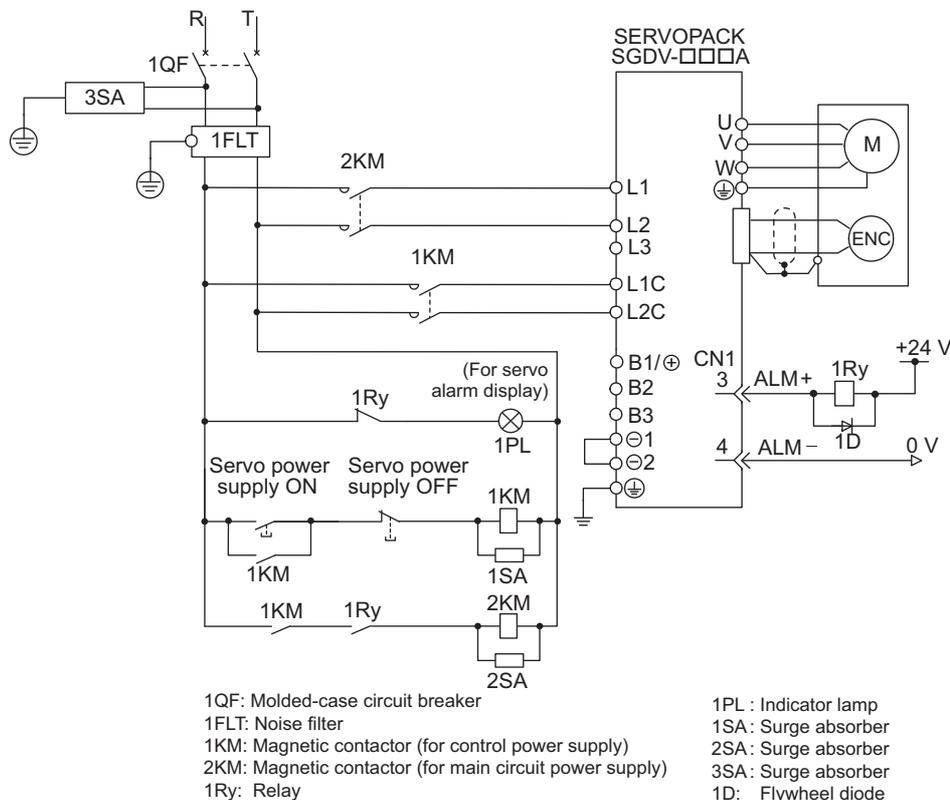 R T
SERVOPACK
SGDV-□□□A
1QF
3SA
1FLT
U
V
M
2KM
W
L1
L2
ENC
L3
1KM
L1C
L2C
+24 V
(For servo
alarm display)
B1/⊕ CN1
1Ry
3 ALM+
B2
1Ry
B3
1D
1PL
⊖1
4 ALM− 0 V
⊖2
Servo power
supply ON
Servo power
supply OFF
1KM
1KM
1SA
1KM 1Ry 2KM
2SA
1QF: Molded-case circuit breaker
1FLT: Noise filter
1KM: Magnetic contactor (for control power supply)
2KM: Magnetic contactor (for main circuit power supply)
1Ry: Relay
1PL : Indicator lamp
1SA : Surge absorber
2SA : Surge absorber
3SA : Surge absorber
1D: Flywheel diode